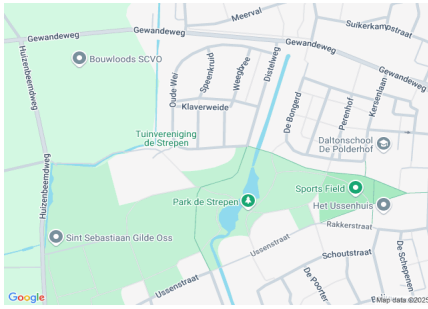 Meerval
Suikerkampstraat
Gewandeweg
Gewandeweg
Gewandeweg
Bouwloods SCVO
Huizenbeemdweg
Oude Wei
Speenkruid
Weegbree
Distelweg
Klaverweide
De Bongerd
Perenhof
Kersenlaan
Tuinvereniging
de Strepen
Daltonschool
De Polderhof
Huizenbeemdweg
Sports Field
Park de Strepen
Het Ussenhuis
Rakkerstraat
Sint Sebastiaan Gilde Oss
Ussenstraat
Schoutstraat
De Schepenen
De Poorter
Ussenstraat
Google
Map data ©2025